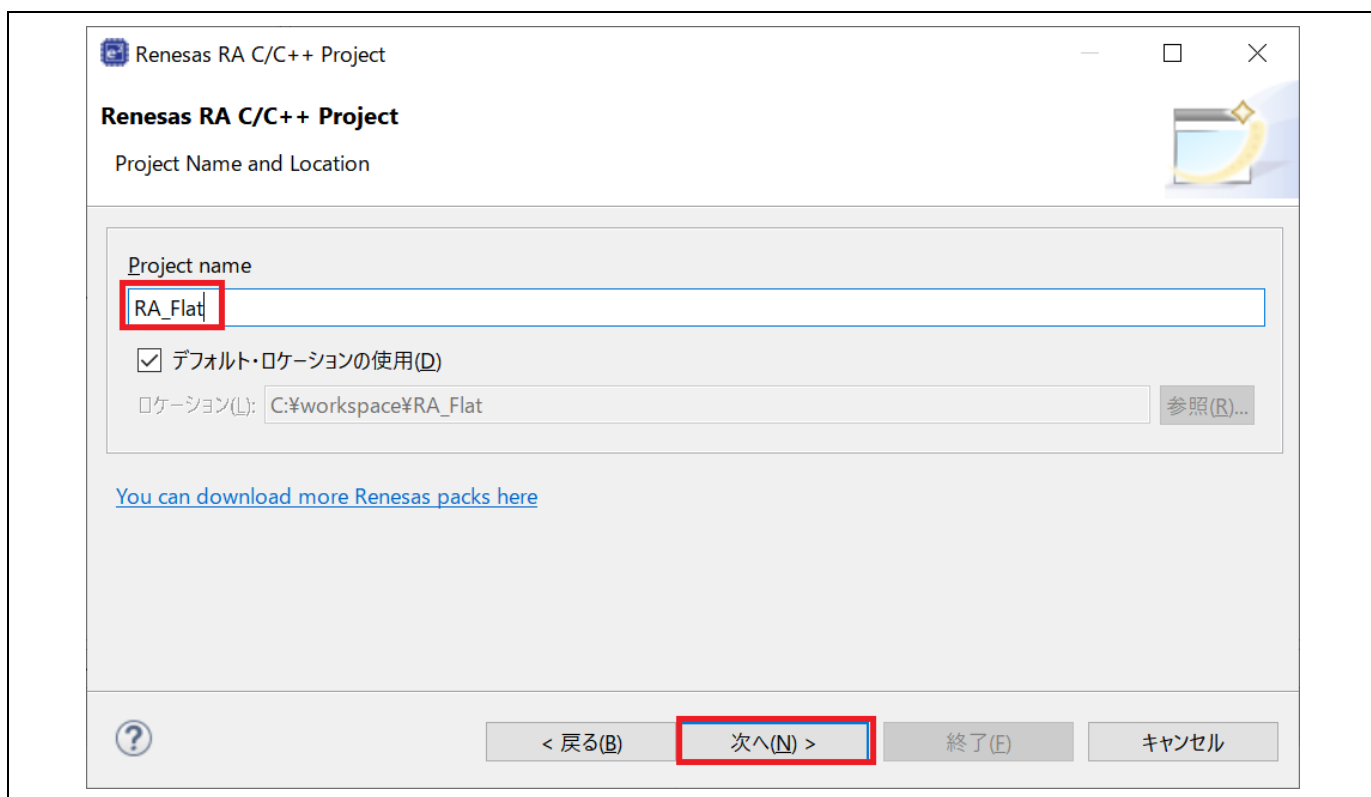 Renesas RA C/C++ Project
Renesas RA C/C++ Project
Project Name and Location
Project name
RA_Flat
デフォルト・ロケーションの使用(D)
ロケーション(L): C:¥workspace¥RA_Flat 参照(R)...
You can download more Renesas packs here
< 戻る(B) 次へ(N) > 終了(F) キャンセル